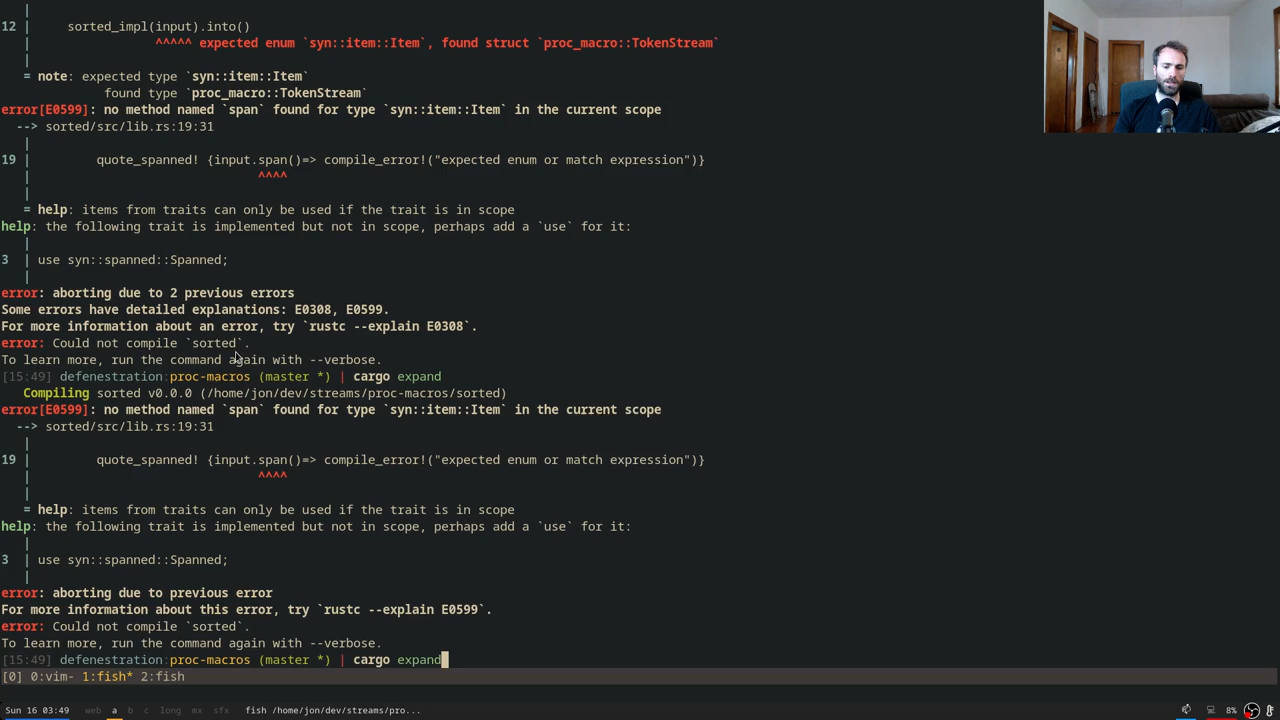 |
12 |     sorted_impl(input).into()
|                 ^^^^^ expected enum `syn::item::Item`, found struct `proc_macro::TokenStream`
|
= note: expected type `syn::item::Item`
found type `proc_macro::TokenStream`
error[E0599]: no method named `span` found for type `syn::item::Item` in the current scope
--> sorted/src/lib.rs:19:31
|
19 |         quote_spanned! {input.span()=> compile_error!("expected enum or match expression")}
|                               ^^^^
|
= help: items from traits can only be used if the trait is in scope
help: the following trait is implemented but not in scope, perhaps add a `use` for it:
|
3  | use syn::spanned::Spanned;
|
error: aborting due to 2 previous errors
Some errors have detailed explanations: E0308, E0599.
For more information about an error, try `rustc --explain E0308`.
error: Could not compile `sorted`.
To learn more, run the command again with --verbose.
[15:49] defenestration:proc-macros (master *) | cargo expand
Compiling sorted v0.0.0 (/home/jon/dev/streams/proc-macros/sorted)
error[E0599]: no method named `span` found for type `syn::item::Item` in the current scope
--> sorted/src/lib.rs:19:31
|
19 |         quote_spanned! {input.span()=> compile_error!("expected enum or match expression")}
|                               ^^^^
|
= help: items from traits can only be used if the trait is in scope
help: the following trait is implemented but not in scope, perhaps add a `use` for it:
|
3  | use syn::spanned::Spanned;
|
error: aborting due to previous error
For more information about this error, try `rustc --explain E0599`.
error: Could not compile `sorted`.
To learn more, run the command again with --verbose.
[15:49] defenestration:proc-macros (master *) | cargo expand
[0] 0:vim- 1:fish* 2:fish
Sun 16 03:49 web a b c long mx sfx fish /home/jon/dev/streams/pro... 8%